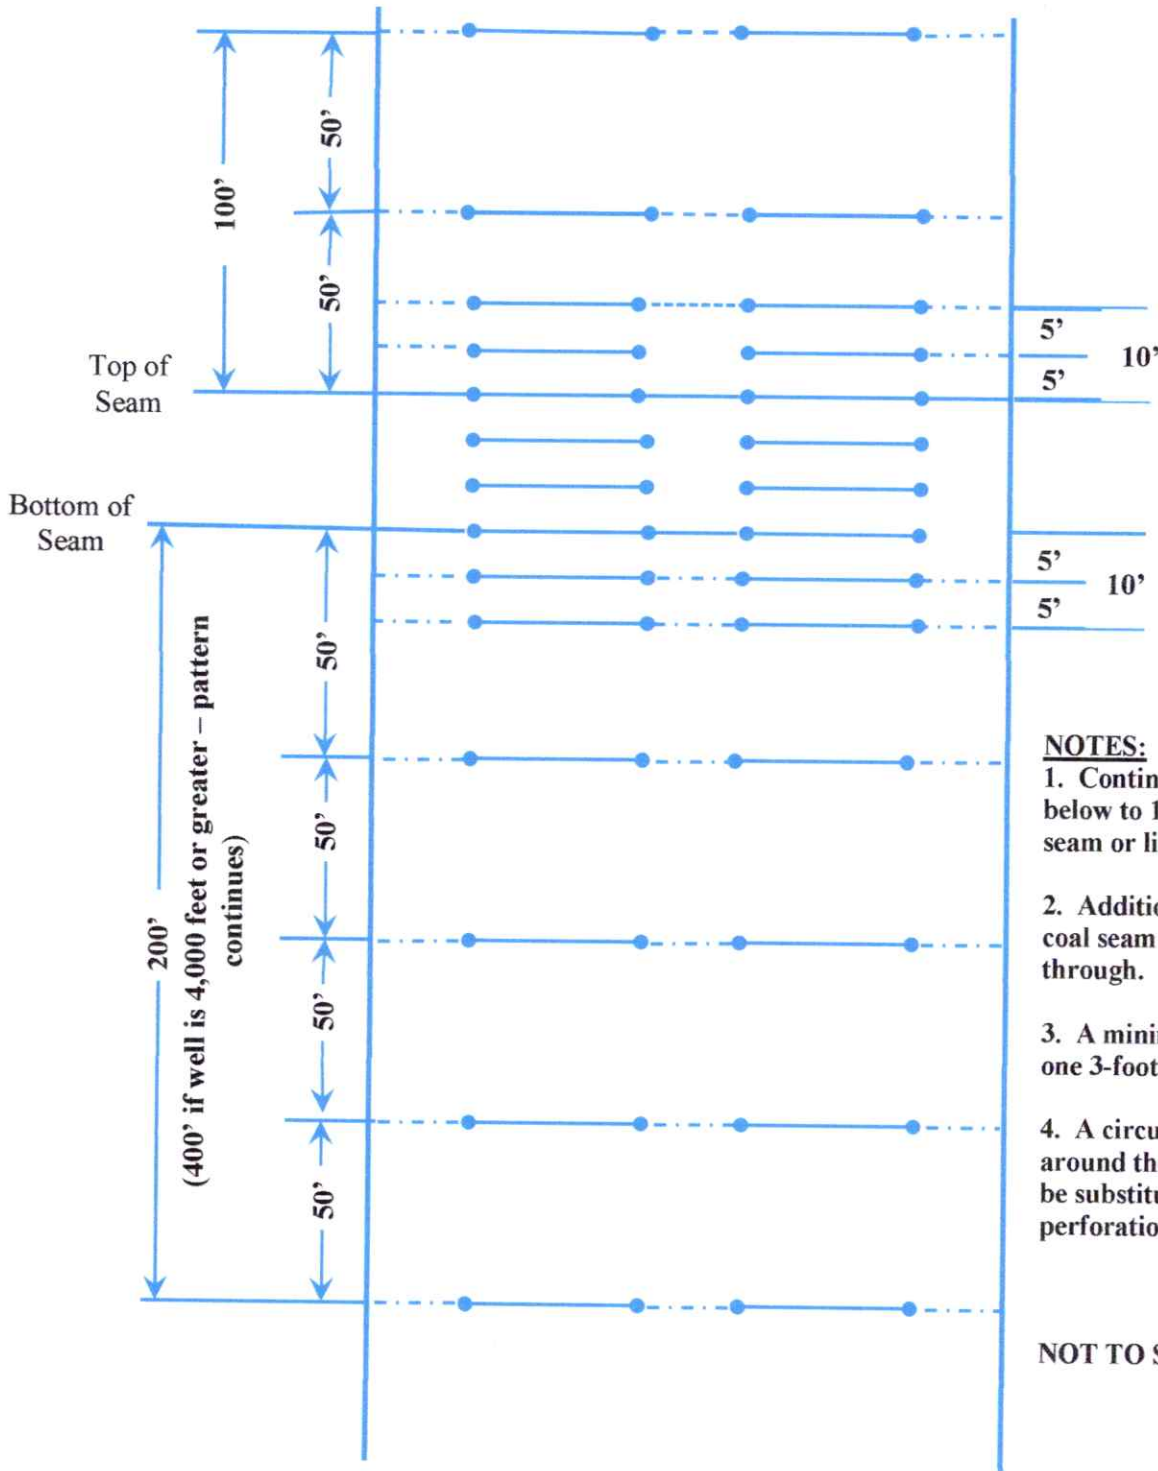 50’
100’
50’
5’
10’
5’
Top of
Seam
Bottom of
Seam
5’
10’
5’
50’
(400’ if well is 4,000 feet or greater – pattern
continues)
200’
50’
50’
50’
NOTES:
1. Contin
below to 1
seam or li
2. Additio
coal seam
through.
3. A mini
one 3-foot
4. A circu
around th
be substitu
perforatio
NOT TO S